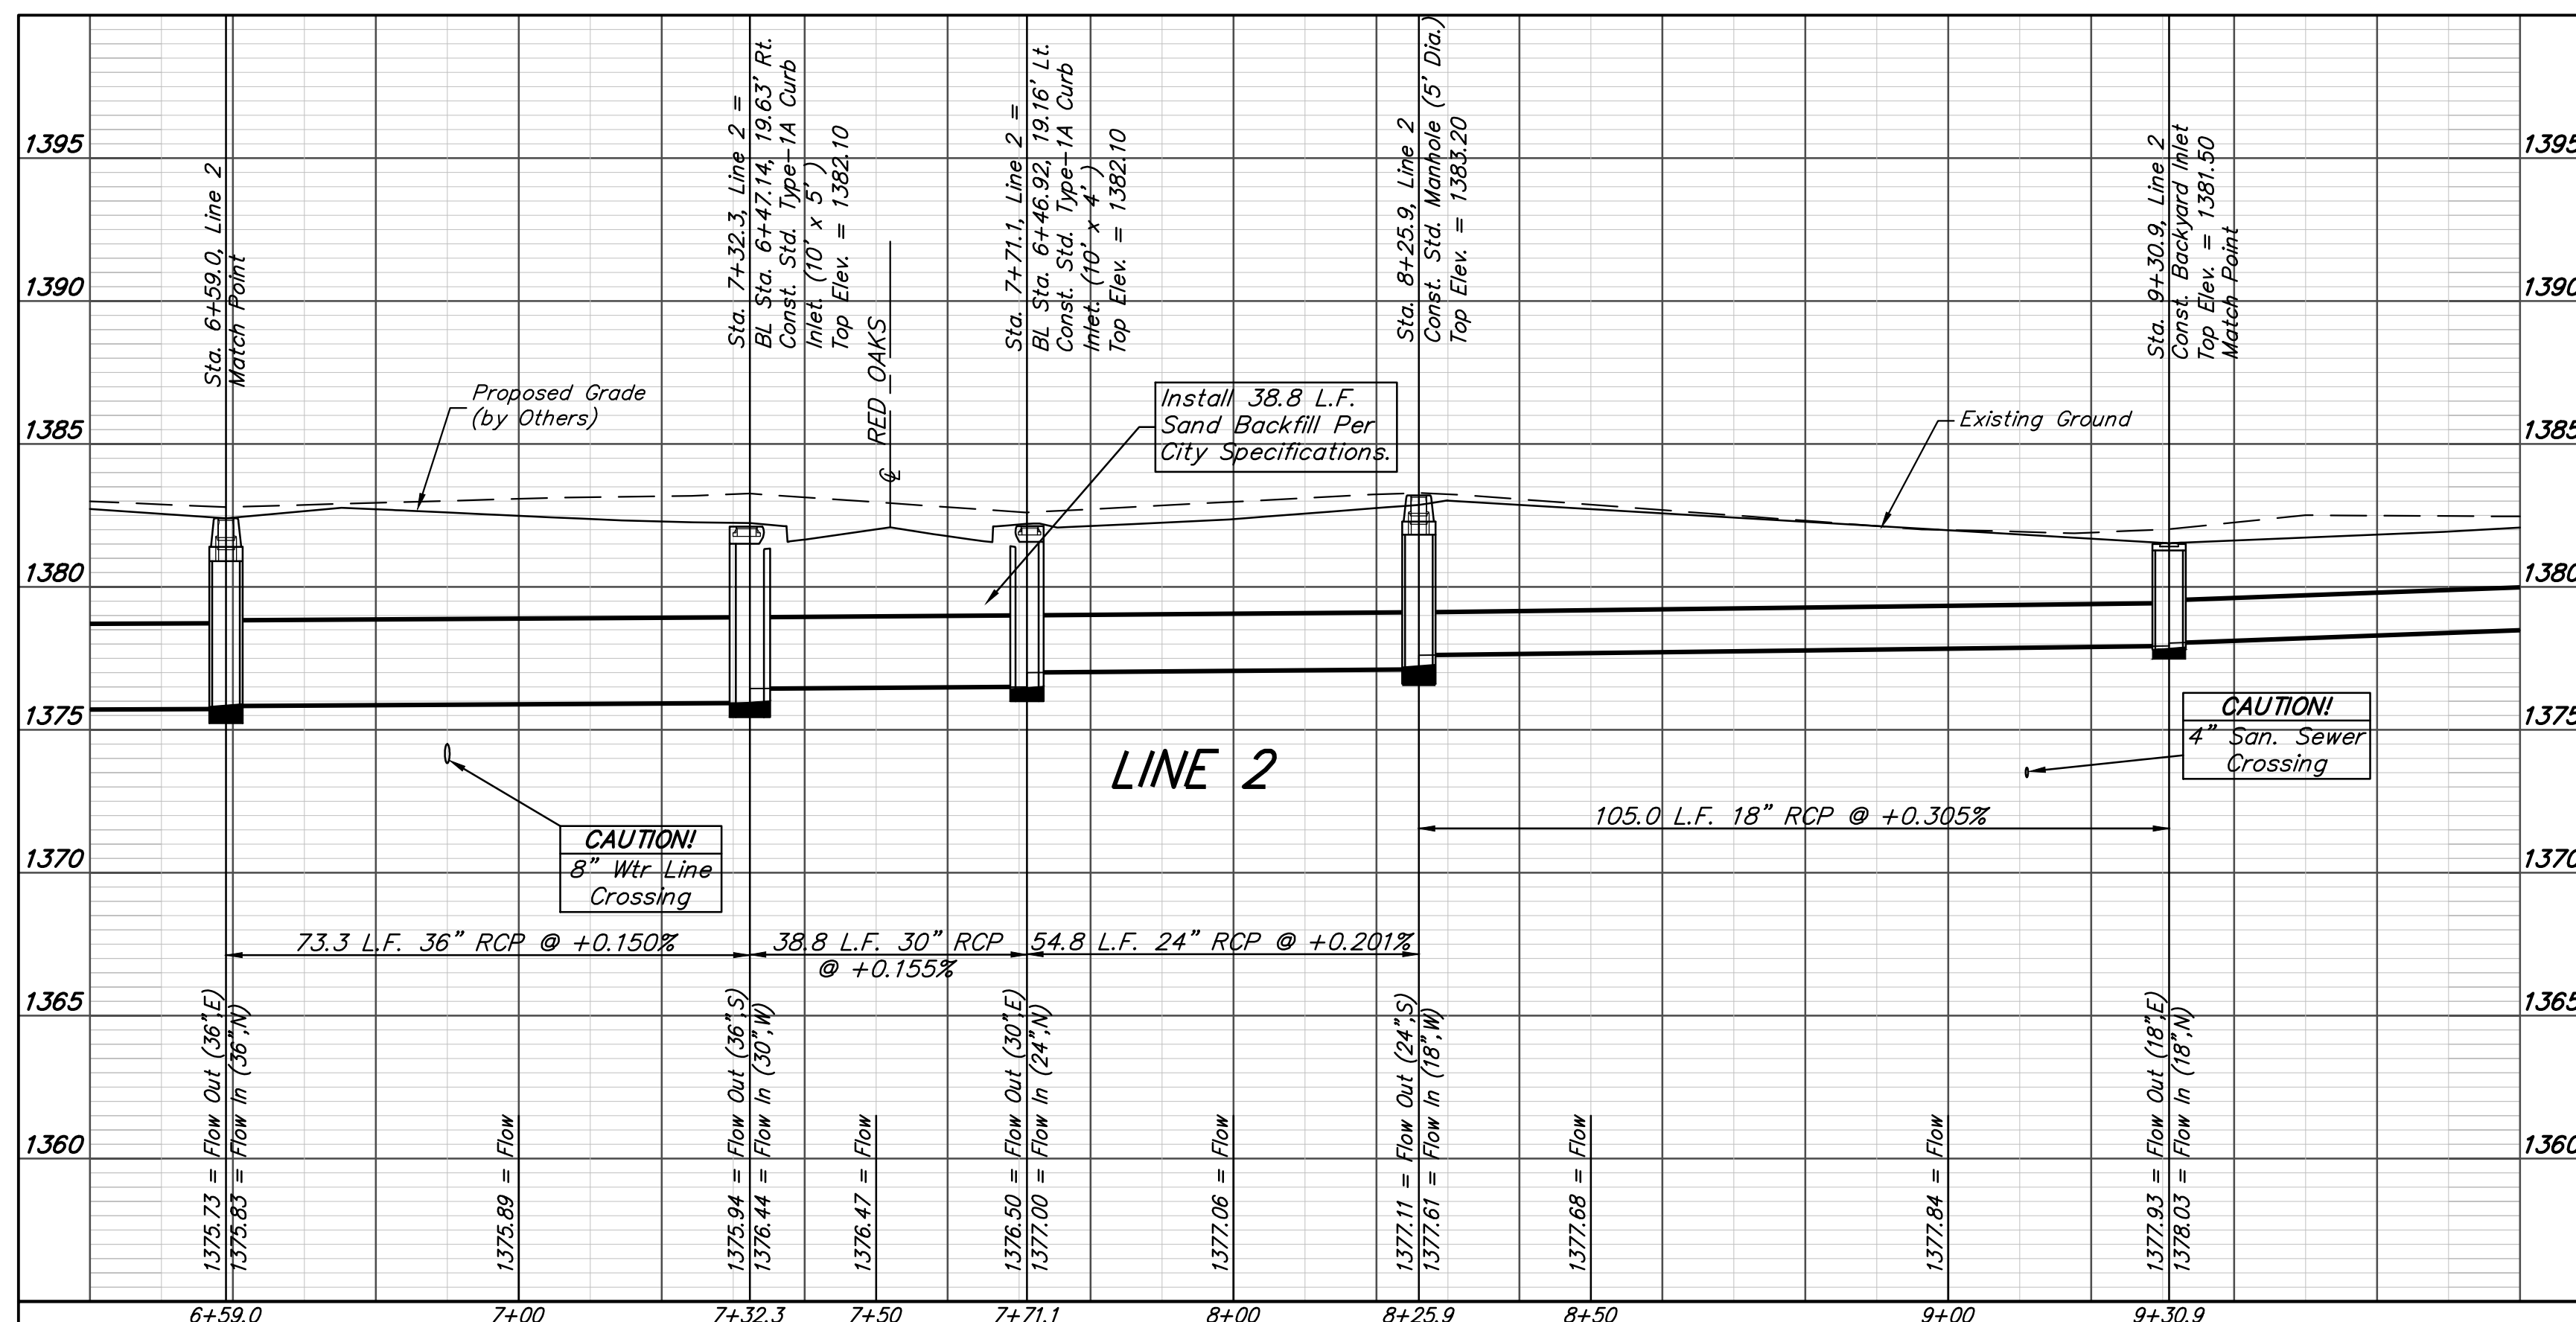 Sta. 6+59.0, Line 2
Match Point
Sta. 7+32.3, Line 2 =
BL Sta. 6+47.14, 19.63' Rt.
Const. Std. Type-1A Curb
Inlet. (10' x 5' )
Top Elev. = 1382.10
Sta. 7+71.1, Line 2 =
BL Sta. 6+46.92, 19.16' Lt.
Const. Std. Type-1A Curb
Inlet. (10' x 4' )
Top Elev. = 1382.10
Sta. 8+25.9, Line 2
Const. Std. Manhole (5' Dia.)
Top Elev. = 1383.20
Sta. 9+30.9, Line 2
Const. Backyard Inlet
Top Elev. = 1381.50
Match Point
1395
1395
1390
1390
1385
1385
1380
1380
1375
1375
1370
1370
1365
1365
1360
1360
Proposed Grade
(by Others)
℄ RED OAKS
Install 38.8 L.F.
Sand Backfill Per
City Specifications.
Existing Ground
LINE 2
CAUTION!
4" San. Sewer
Crossing
CAUTION!
8" Wtr Line
Crossing
105.0 L.F. 18" RCP @ +0.305%
73.3 L.F. 36" RCP @ +0.150%
38.8 L.F. 30" RCP
@ +0.155%
54.8 L.F. 24" RCP @ +0.201%
1375.73 = Flow Out (36",E)
1375.83 = Flow In (36",N)
1375.89 = Flow
1375.94 = Flow Out (36",S)
1376.44 = Flow In (30",W)
1376.47 = Flow
1376.50 = Flow Out (30",E)
1377.00 = Flow In (24",N)
1377.06 = Flow
1377.11 = Flow Out (24",S)
1377.61 = Flow In (18",W)
1377.68 = Flow
1377.84 = Flow
1377.93 = Flow Out (18",E)
1378.03 = Flow In (18",N)
6+59.0
7+00
7+32.3
7+50
7+71.1
8+00
8+25.9
8+50
9+00
9+30.9